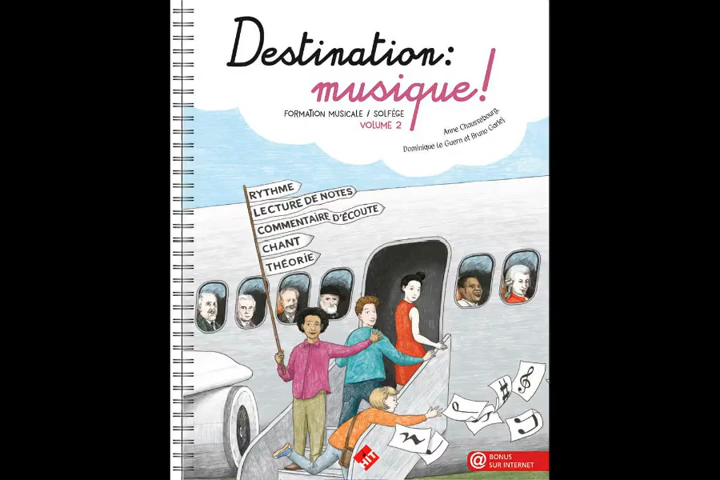 Destination:
musique!
FORMATION MUSICALE / SOLFÈGE
VOLUME 2
Anne Chaussebourg,
Dominique Le Guern et Bruno Garlej
RYTHME
LECTURE DE NOTES
COMMENTAIRE D'ÉCOUTE
CHANT
THÉORIE
HIT
@ BONUS
SUR INTERNET